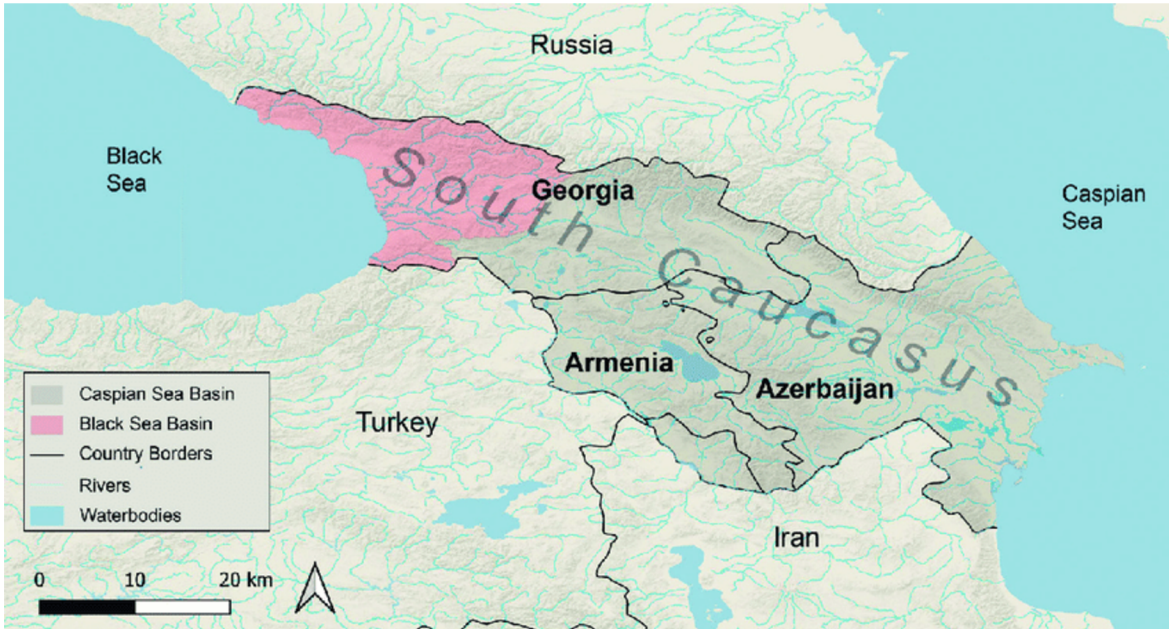 Russia
Black
Sea
Georgia
Caspian
Sea
South Caucasus
Armenia
Azerbaijan
Turkey
Iran
Caspian Sea Basin
Black Sea Basin
Country Borders
Rivers
Waterbodies
0 10 20 km